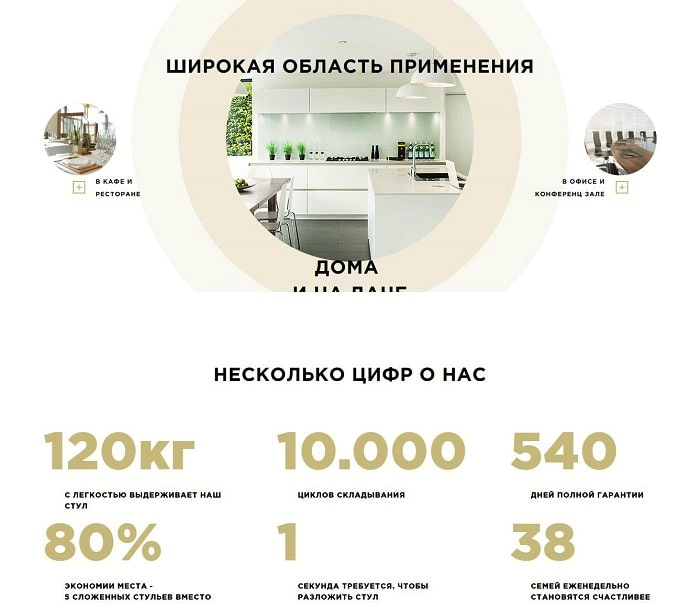 ШИРОКАЯ ОБЛАСТЬ ПРИМЕНЕНИЯ
В КАФЕ И
РЕСТОРАНЕ
В ОФИСЕ И
КОНФЕРЕНЦ ЗАЛЕ
ДОМА
И НА ДАЧЕ
НЕСКОЛЬКО ЦИФР О НАС
120кг
С ЛЕГКОСТЬЮ ВЫДЕРЖИВАЕТ НАШ
СТУЛ
10.000
ЦИКЛОВ СКЛАДЫВАНИЯ
540
ДНЕЙ ПОЛНОЙ ГАРАНТИИ
80%
ЭКОНОМИИ МЕСТА -
5 СЛОЖЕННЫХ СТУЛЬЕВ ВМЕСТО
1
СЕКУНДА ТРЕБУЕТСЯ, ЧТОБЫ
РАЗЛОЖИТЬ СТУЛ
38
СЕМЕЙ ЕЖЕНЕДЕЛЬНО
СТАНОВЯТСЯ СЧАСТЛИВЕЕ